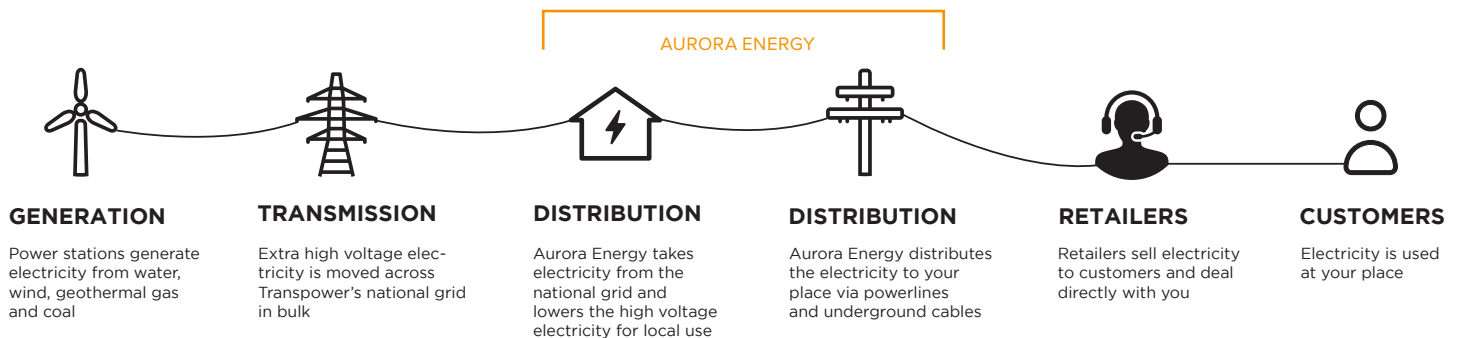 AURORA ENERGY
GENERATION
Power stations generate
electricity from water,
wind, geothermal gas
and coal
TRANSMISSION
Extra high voltage elec-
tricity is moved across
Transpower's national grid
in bulk
DISTRIBUTION
Aurora Energy takes
electricity from the
national grid and
lowers the high voltage
electricity for local use
DISTRIBUTION
Aurora Energy distributes
the electricity to your
place via powerlines
and underground cables
RETAILERS
Retailers sell electricity
to customers and deal
directly with you
CUSTOMERS
Electricity is used
at your place